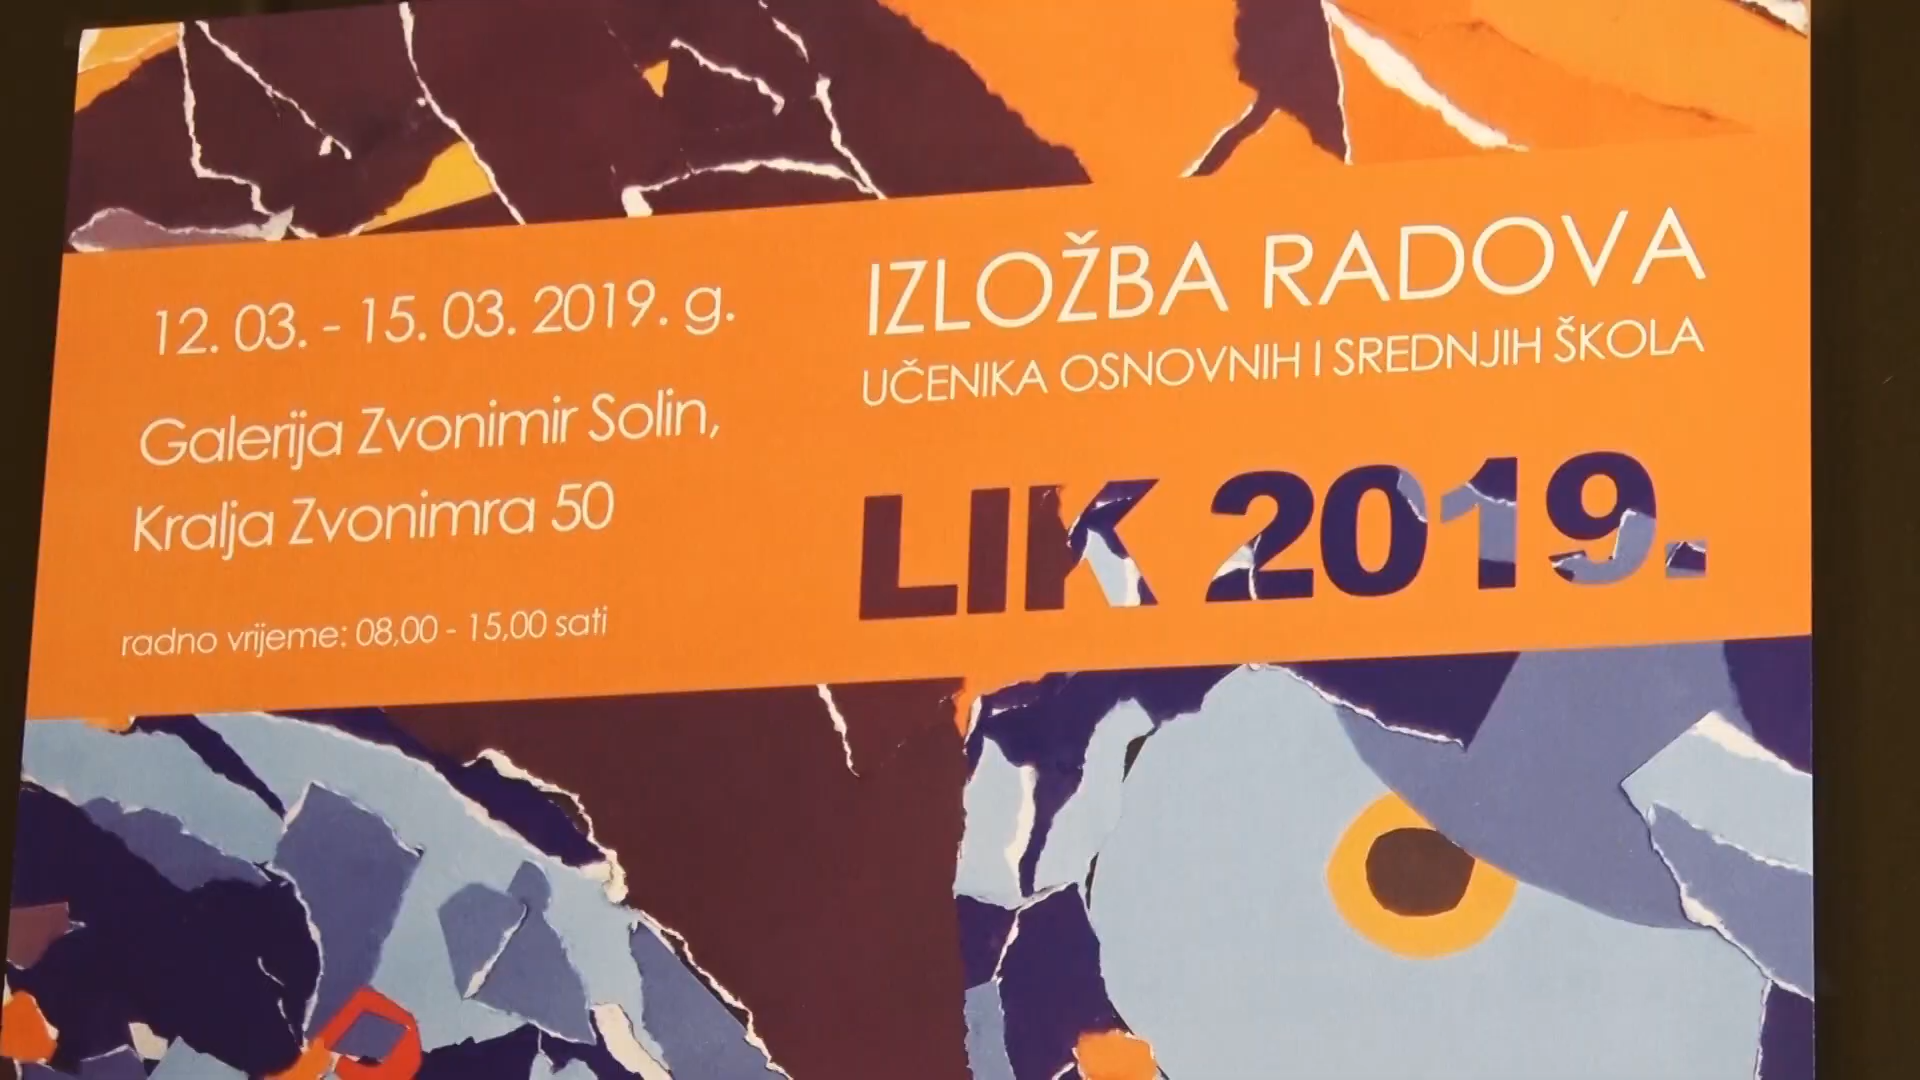 12. 03. - 15. 03. 2019. g.
Galerija Zvonimir Solin,
Kralja Zvonimra 50
radno vrijeme: 08,00 - 15,00 sati
IZLOŽBA RADOVA
UČENIKA OSNOVNIH I SREDNJIH ŠKOLA
LIK 2019.